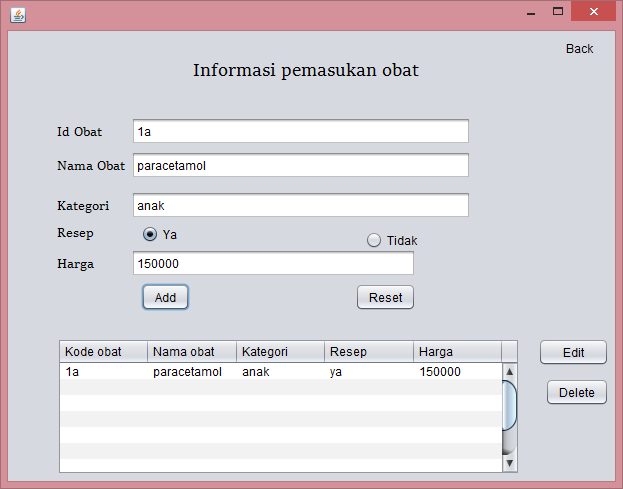 Back
Informasi pemasukan obat
Id Obat 1a
Nama Obat paracetamol
Kategori anak
Resep Ya Tidak
Harga 150000
Add Reset
Kode obat Nama obat Kategori Resep Harga Edit
1a paracetamol anak ya 150000
Delete